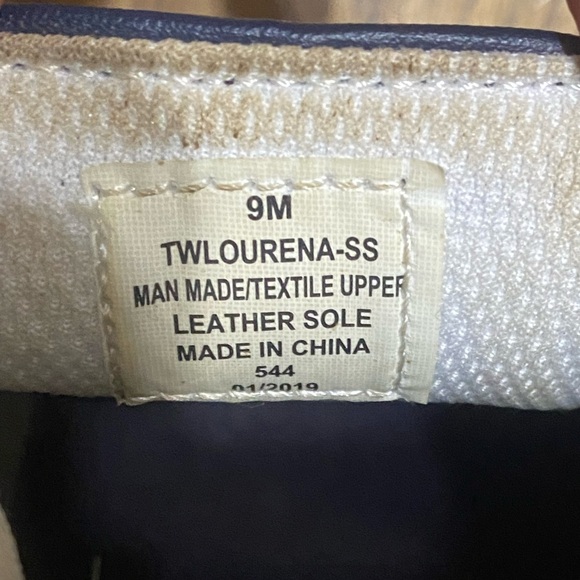 9M
TWLOURENA-SS
MAN MADE/TEXTILE UPPER
LEATHER SOLE
MADE IN CHINA
544
01/2019